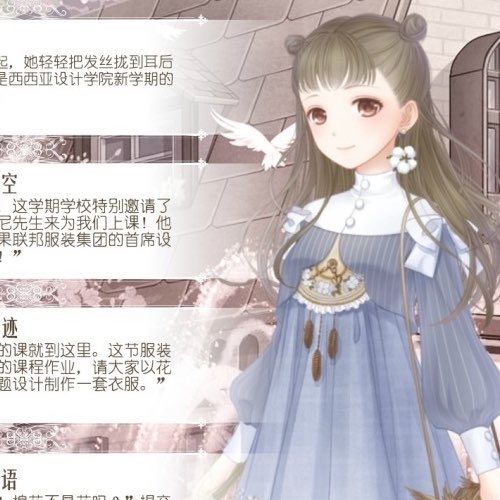 起，她轻轻把发丝拢到耳后
是西西亚设计学院新学期的
空
，这学期学校特别邀请了
尼先生来为我们上课！他
果联邦服装集团的首席设
！”
迹
的课就到这里。这节服装
的课程作业，请大家以花
题设计制作一套衣服。”
语